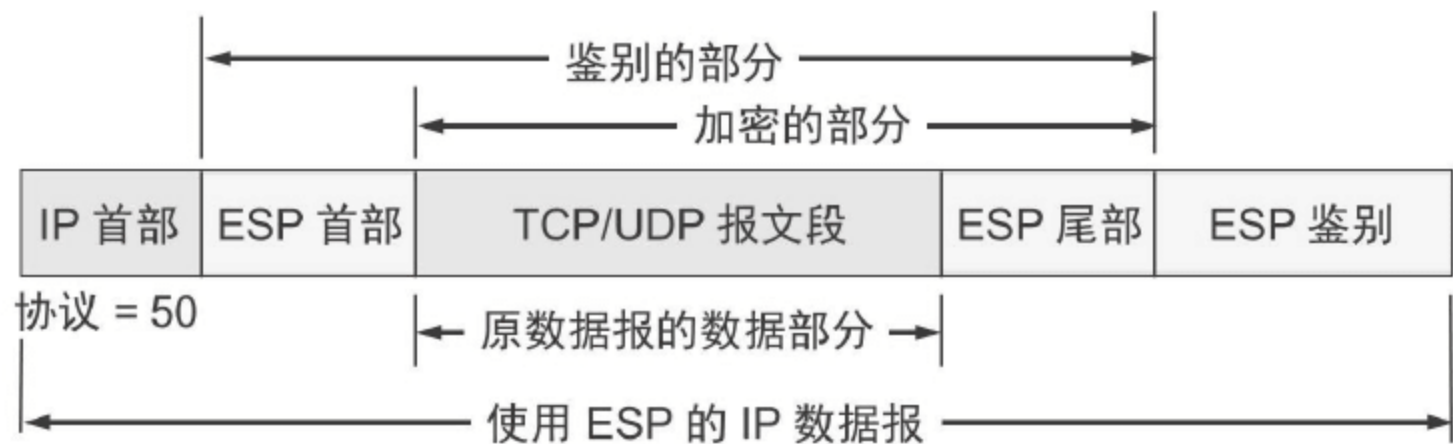 鉴别的部分
加密的部分
IP 首部 ESP 首部 TCP/UDP 报文段 ESP 尾部 ESP 鉴别
协议 = 50
原数据报的数据部分
使用 ESP 的 IP 数据报